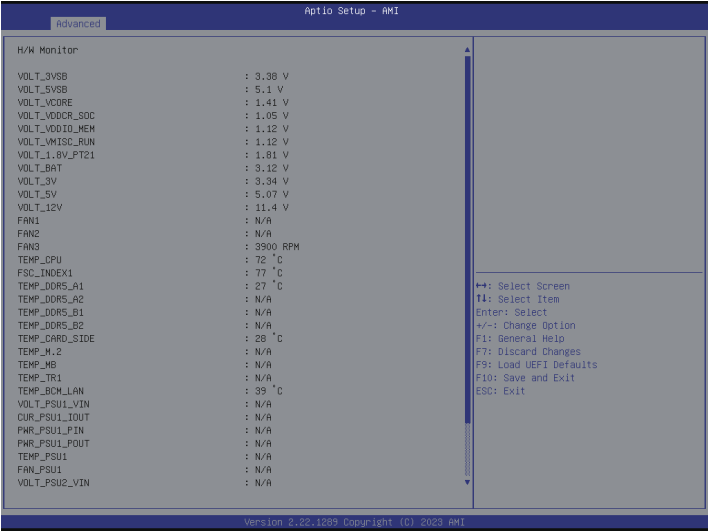 Aptio Setup – AMI
Advanced
H/W Monitor
VOLT_3VSB : 3.38 V
VOLT_5VSB : 5.1 V
VOLT_VCORE : 1.41 V
VOLT_VDDCR_SOC : 1.05 V
VOLT_VDDIO_MEM : 1.12 V
VOLT_VMISC_RUN : 1.12 V
VOLT_1.8V_PT21 : 1.81 V
VOLT_BAT : 3.12 V
VOLT_3V : 3.34 V
VOLT_5V : 5.07 V
VOLT_12V : 11.4 V
FAN1 : N/A
FAN2 : N/A
FAN3 : 3900 RPM
TEMP_CPU : 72 °C
FSC_INDEX1 : 77 °C
TEMP_DDR5_A1 : 27 °C
TEMP_DDR5_A2 : N/A
TEMP_DDR5_B1 : N/A
TEMP_DDR5_B2 : N/A
TEMP_CARD_SIDE : 28 °C
TEMP_M.2 : N/A
TEMP_MB : N/A
TEMP_TR1 : N/A
TEMP_BCM_LAN : 39 °C
VOLT_PSU1_VIN : N/A
CUR_PSU1_IOUT : N/A
PWR_PSU1_PIN : N/A
PWR_PSU1_POUT : N/A
TEMP_PSU1 : N/A
FAN_PSU1 : N/A
VOLT_PSU2_VIN : N/A
↔: Select Screen
↑↓: Select Item
Enter: Select
+/-: Change Option
F1: General Help
F7: Discard Changes
F9: Load UEFI Defaults
F10: Save and Exit
ESC: Exit
Version 2.22.1289 Copyright (C) 2023 AMI